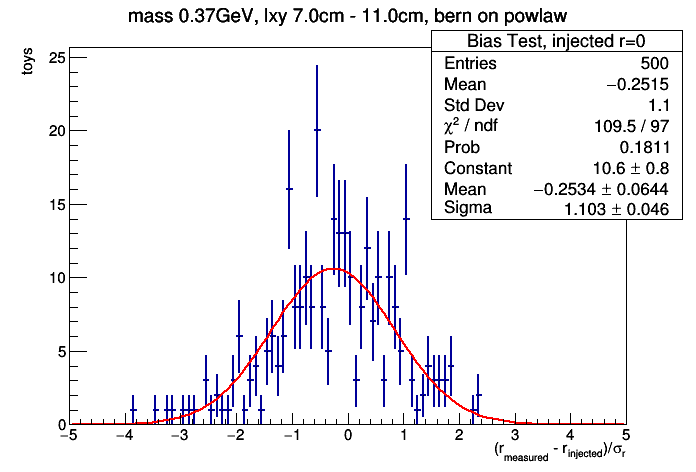 mass 0.37GeV, lxy 7.0cm - 11.0cm, bern on powlaw
Bias Test, injected r=0
Entries 500
Mean −0.2515
Std Dev 1.1
χ² / ndf 109.5 / 97
Prob 0.1811
Constant 10.6 ± 0.8
Mean −0.2534 ± 0.0644
Sigma 1.103 ± 0.046
toys
25
20
15
10
5
0
−5 −4 −3 −2 −1 0 1 2 3 4 5
(r_measured - r_injected)/σ_r